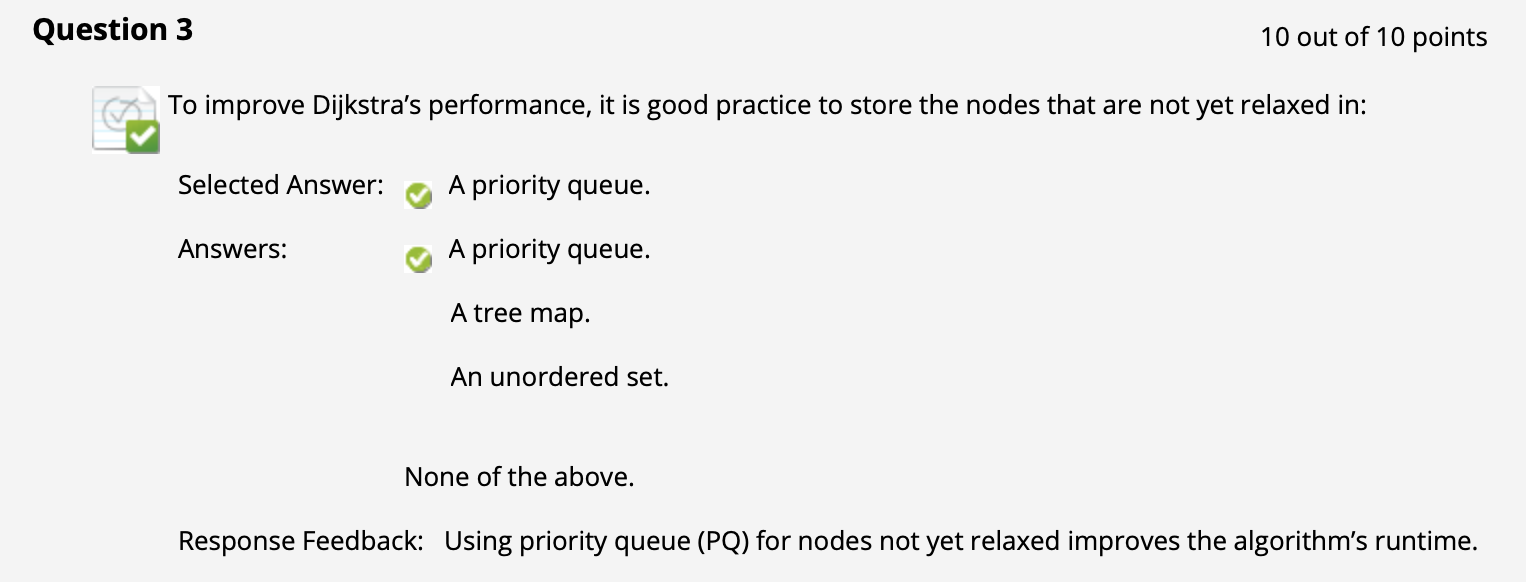 Question 3
10 out of 10 points
To improve Dijkstra’s performance, it is good practice to store the nodes that are not yet relaxed in:
Selected Answer: A priority queue.
Answers: A priority queue.
A tree map.
An unordered set.
None of the above.
Response Feedback: Using priority queue (PQ) for nodes not yet relaxed improves the algorithm’s runtime.